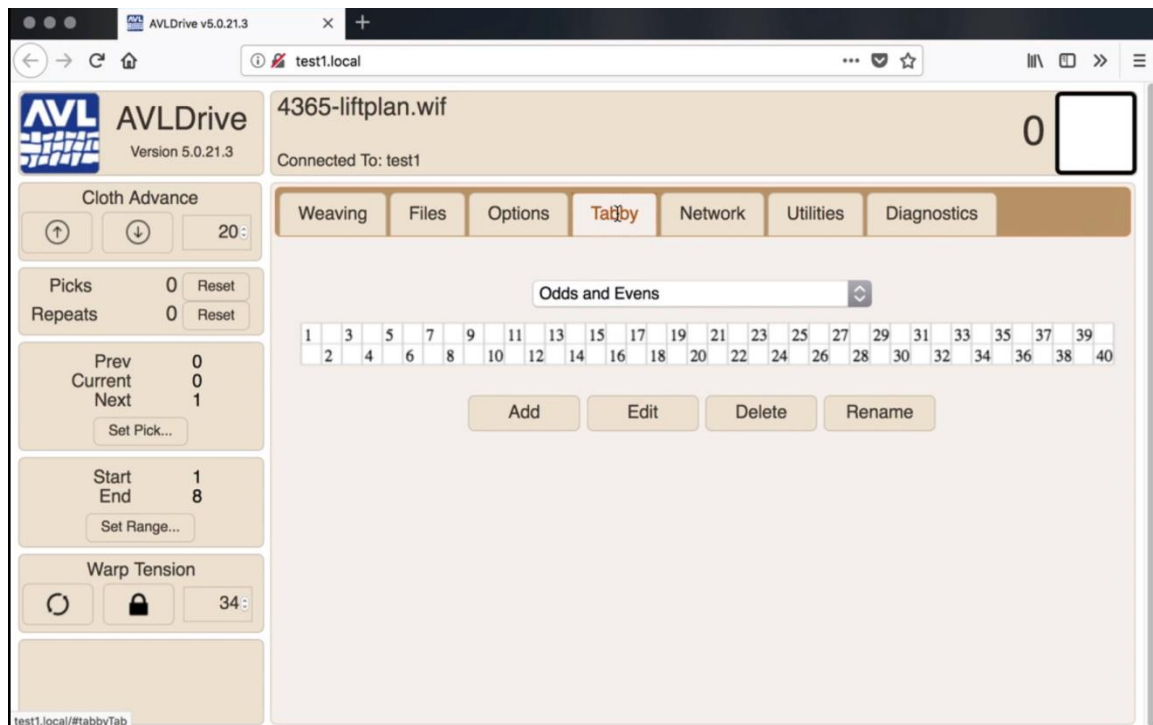 AVLDrive v5.0.21.3
test1.local
AVL
AVLDrive
Version 5.0.21.3
4365-liftplan.wif
Connected To: test1
0
Cloth Advance
20
Picks 0 Reset
Repeats 0 Reset
Prev 0
Current 0
Next 1
Set Pick...
Start 1
End 8
Set Range...
Warp Tension
34
Weaving Files Options Tabby Network Utilities Diagnostics
Odds and Evens
1 3 5 7 9 11 13 15 17 19 21 23 25 27 29 31 33 35 37 39
2 4 6 8 10 12 14 16 18 20 22 24 26 28 30 32 34 36 38 40
Add Edit Delete Rename
test1.local/#tabbyTab